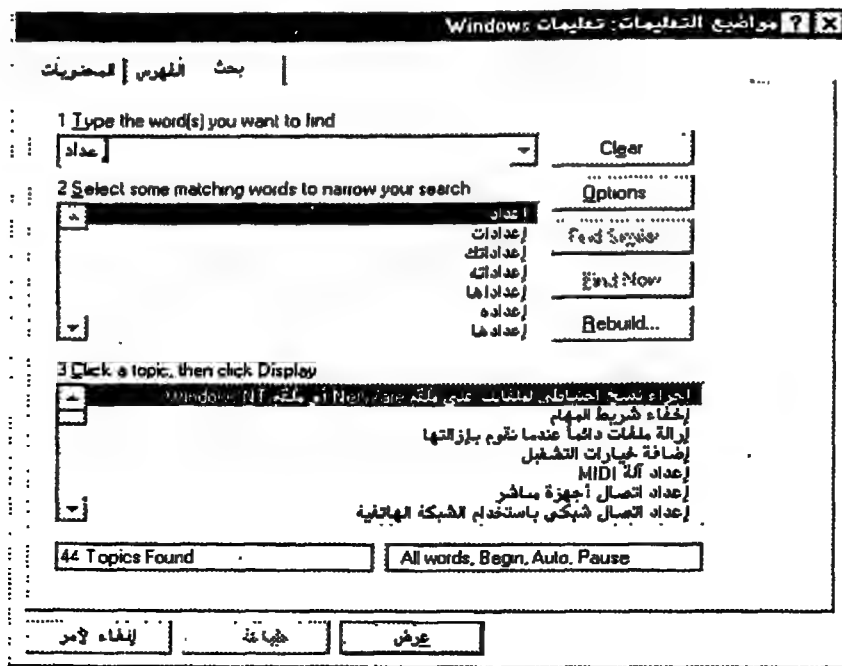 مواضيع التعليمات: تعليمات Windows
المحتويات الفهرس بحث
1 Type the word(s) you want to find
عداد
Clear
2 Select some matching words to narrow your search
Options
إعداد
إعدادات
إعداداتك
إعداداته
إعداداها
إعداده
إعدادها
Find Similar
Find Now
Rebuild...
3 Click a topic, then click Display
إجراء نسخ احتياطي لملفات على ملقم NetWare أو ملقم Windows NT
إخفاء شريط المهام
إزالة ملفات دائماً عندما نقوم بإزالتها
إضافة خيارات التشغيل
إعداد آلة MIDI
إعداد اتصال أجهزة مباشر
إعداد اتصال شبكي باستخدام الشبكة الهاتفية
44 Topics Found
All words, Begin, Auto, Pause
عرض
طباعة
إلغاء الأمر